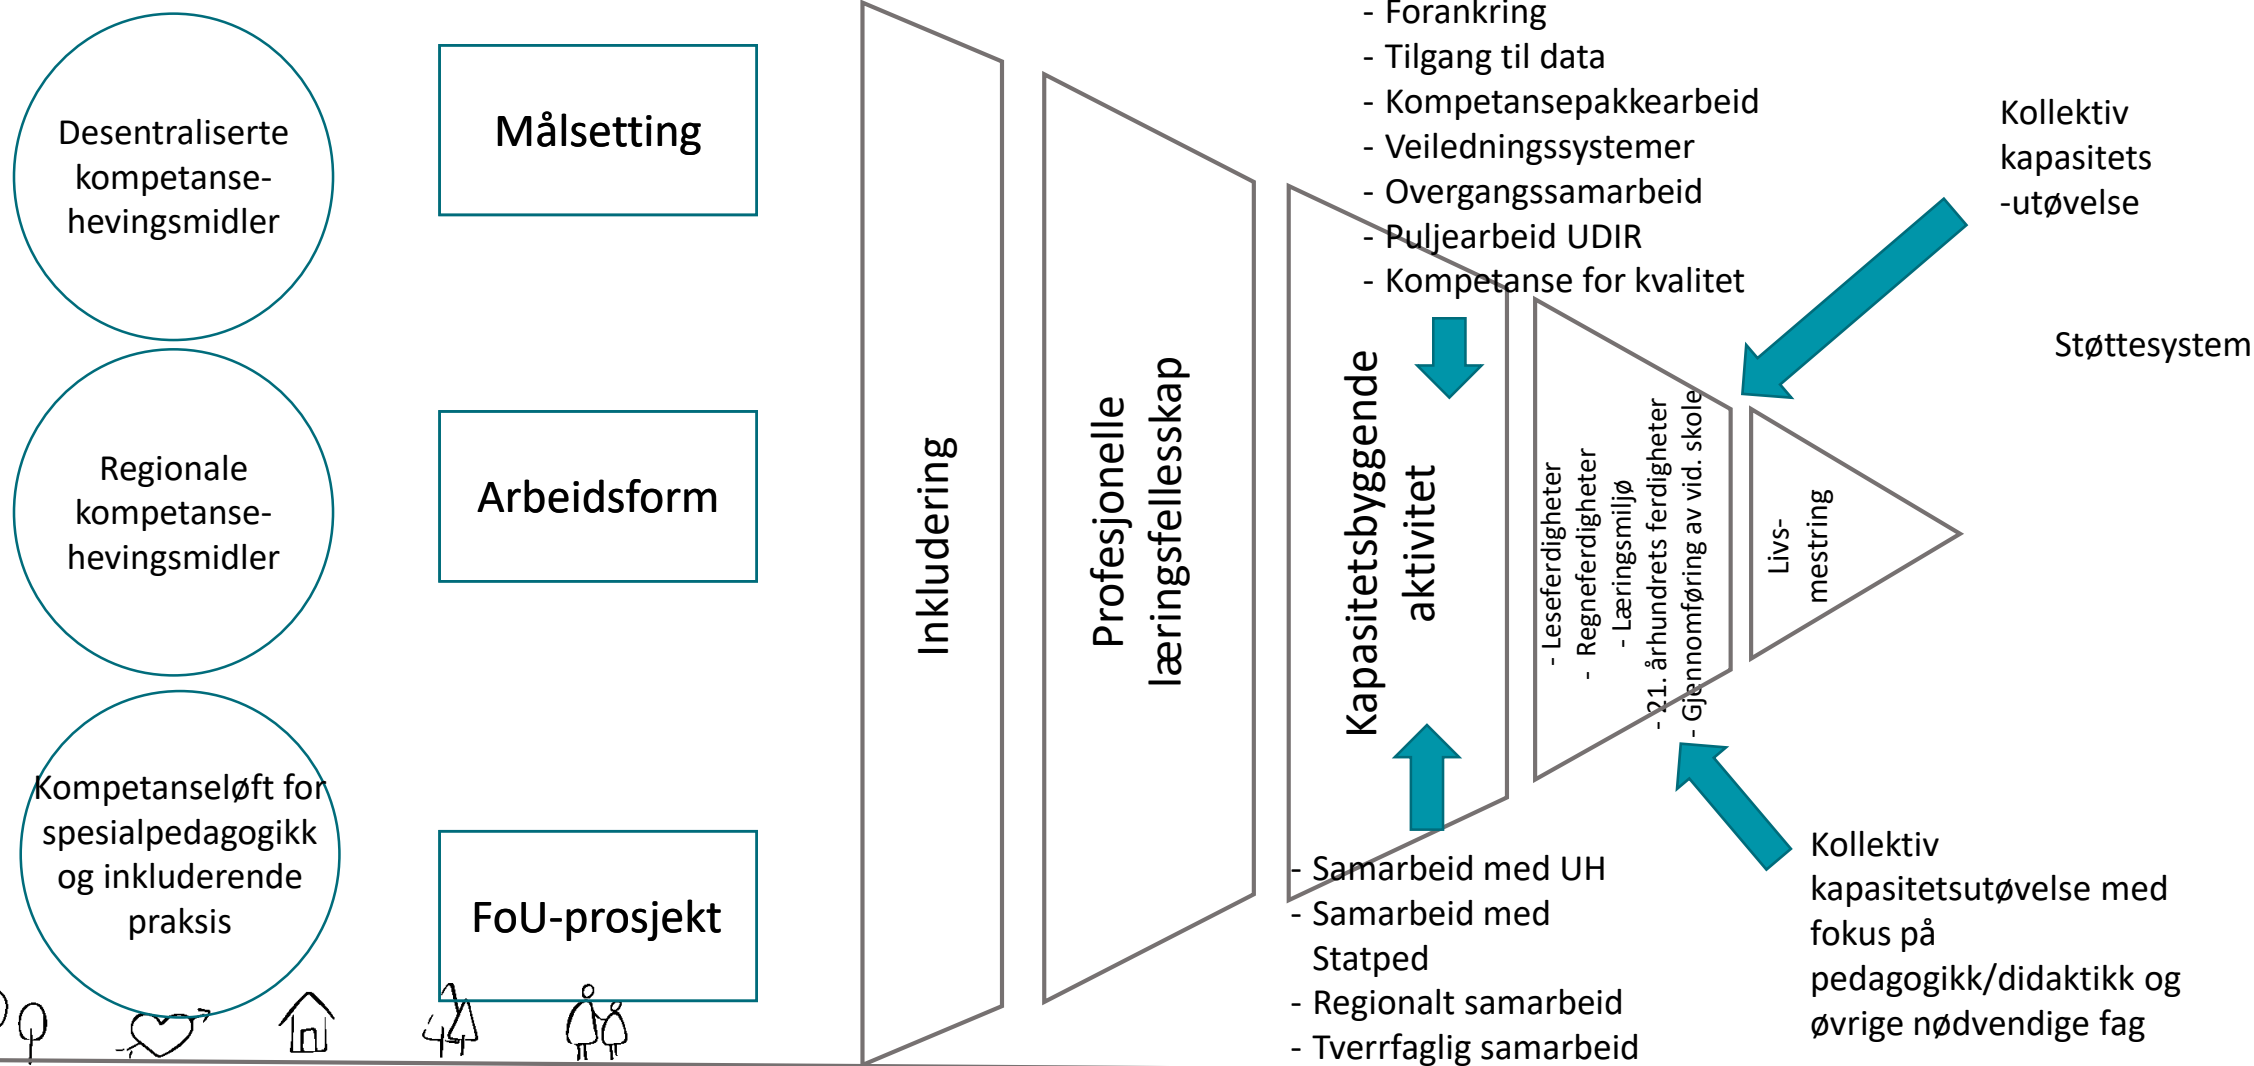 Desentraliserte
kompetanse-
hevingsmidler
Regionale
kompetanse-
hevingsmidler
Kompetanseløft for
spesialpedagogikk
og inkluderende
praksis
Målsetting
Arbeidsform
FoU-prosjekt
Inkludering
Profesjonelle
læringsfellesskap
- Forankring
- Tilgang til data
- Kompetansepakkearbeid
- Veiledningssystemer
- Overgangssamarbeid
- Puljearbeid UDIR
- Kompetanse for kvalitet
Kapasitetsbyggende
aktivitet
- Samarbeid med UH
- Samarbeid med
Statped
- Regionalt samarbeid
- Tverrfaglig samarbeid
- Leseferdigheter
- Regneferdigheter
- Læringsmiljø
- 21. århundrets ferdigheter
- Gjennomføring av vid. skole
Livs-
mestring
Kollektiv
kapasitets
-utøvelse
Støttesystem
Kollektiv
kapasitetsutøvelse med
fokus på
pedagogikk/didaktikk og
øvrige nødvendige fag